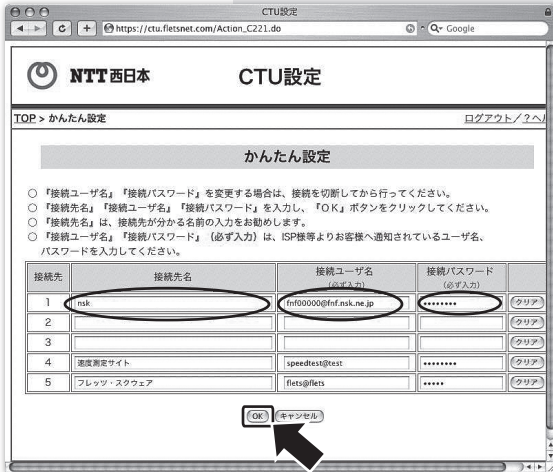 CTU設定
https://ctu.fletsnet.com/Action_C221.do
Google
NTT西日本
CTU設定
TOP > かんたん設定
ログアウト/?ヘ
かんたん設定
○ 『接続ユーザ名』『接続パスワード』を変更する場合は、接続を切断してから行ってください。
○ 『接続先名』『接続ユーザ名』『接続パスワード』を入力し、『OK』ボタンをクリックしてください。
○ 『接続先名』は、接続先が分かる名前の入力をお勧めします。
○ 『接続ユーザ名』『接続パスワード』(必ず入力)は、ISP様等よりお客様へ通知されているユーザ名、
パスワードを入力してください。
接続先 接続先名 接続ユーザ名 接続パスワード
(必ず入力) (必ず入力)
1 nsk fnf00000@fnf.nsk.ne.jp •••••••• クリア
2 クリア
3 クリア
4 速度測定サイト speedtest@test •••••••• クリア
5 フレッツ・スクウェア flets@flets ••••• クリア
OK キャンセル